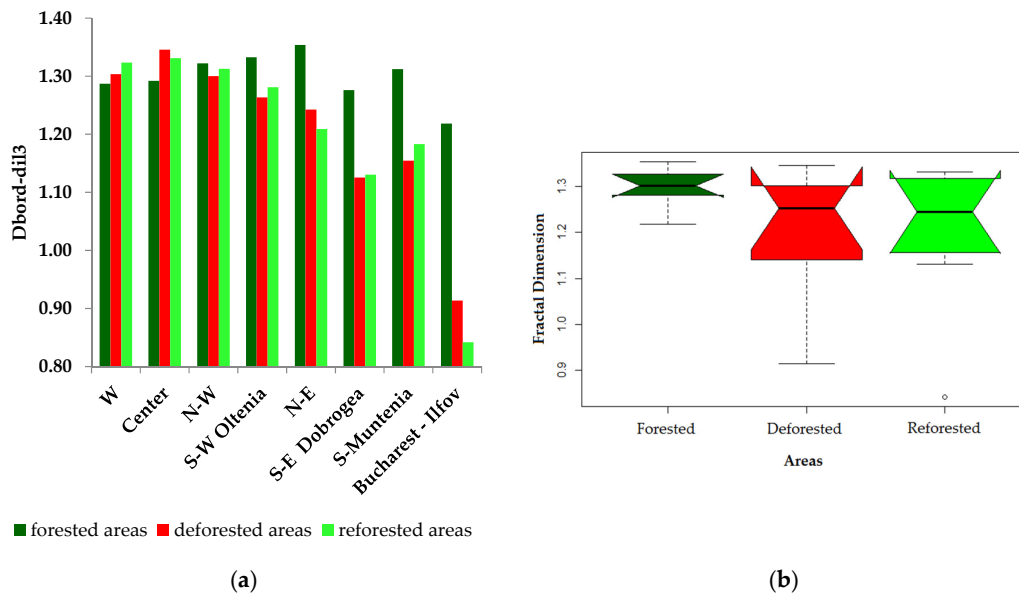 1.40
1.30
1.20
1.10
1.00
0.90
0.80
Dbord-dil3
W
Center
N-W
S-W Oltenia
N-E
S-E Dobrogea
S-Muntenia
Bucharest - Ilfov
forested areas deforested areas reforested areas
(a)
1.3
1.2
1.1
1.0
0.9
Fractal Dimension
Forested Deforested Reforested
Areas
(b)